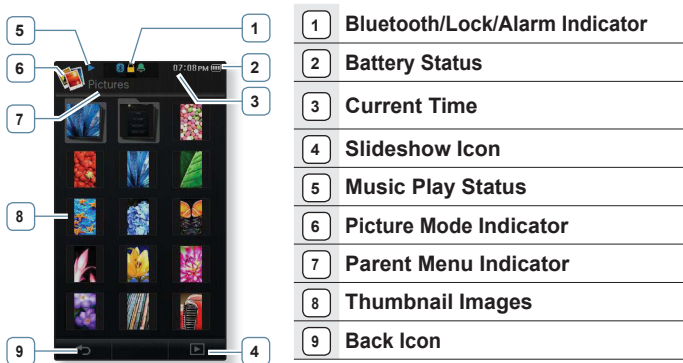 5
1
6
07:08 PM
2
Pictures
7
3
8
9
4
1 Bluetooth/Lock/Alarm Indicator
2 Battery Status
3 Current Time
4 Slideshow Icon
5 Music Play Status
6 Picture Mode Indicator
7 Parent Menu Indicator
8 Thumbnail Images
9 Back Icon